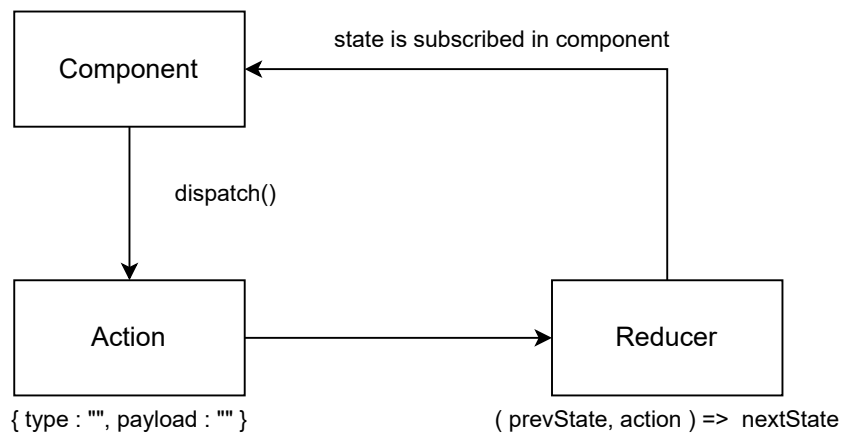 state is subscribed in component
Component
dispatch()
Action
Reducer
{ type : "", payload : "" }
( prevState, action ) => nextState